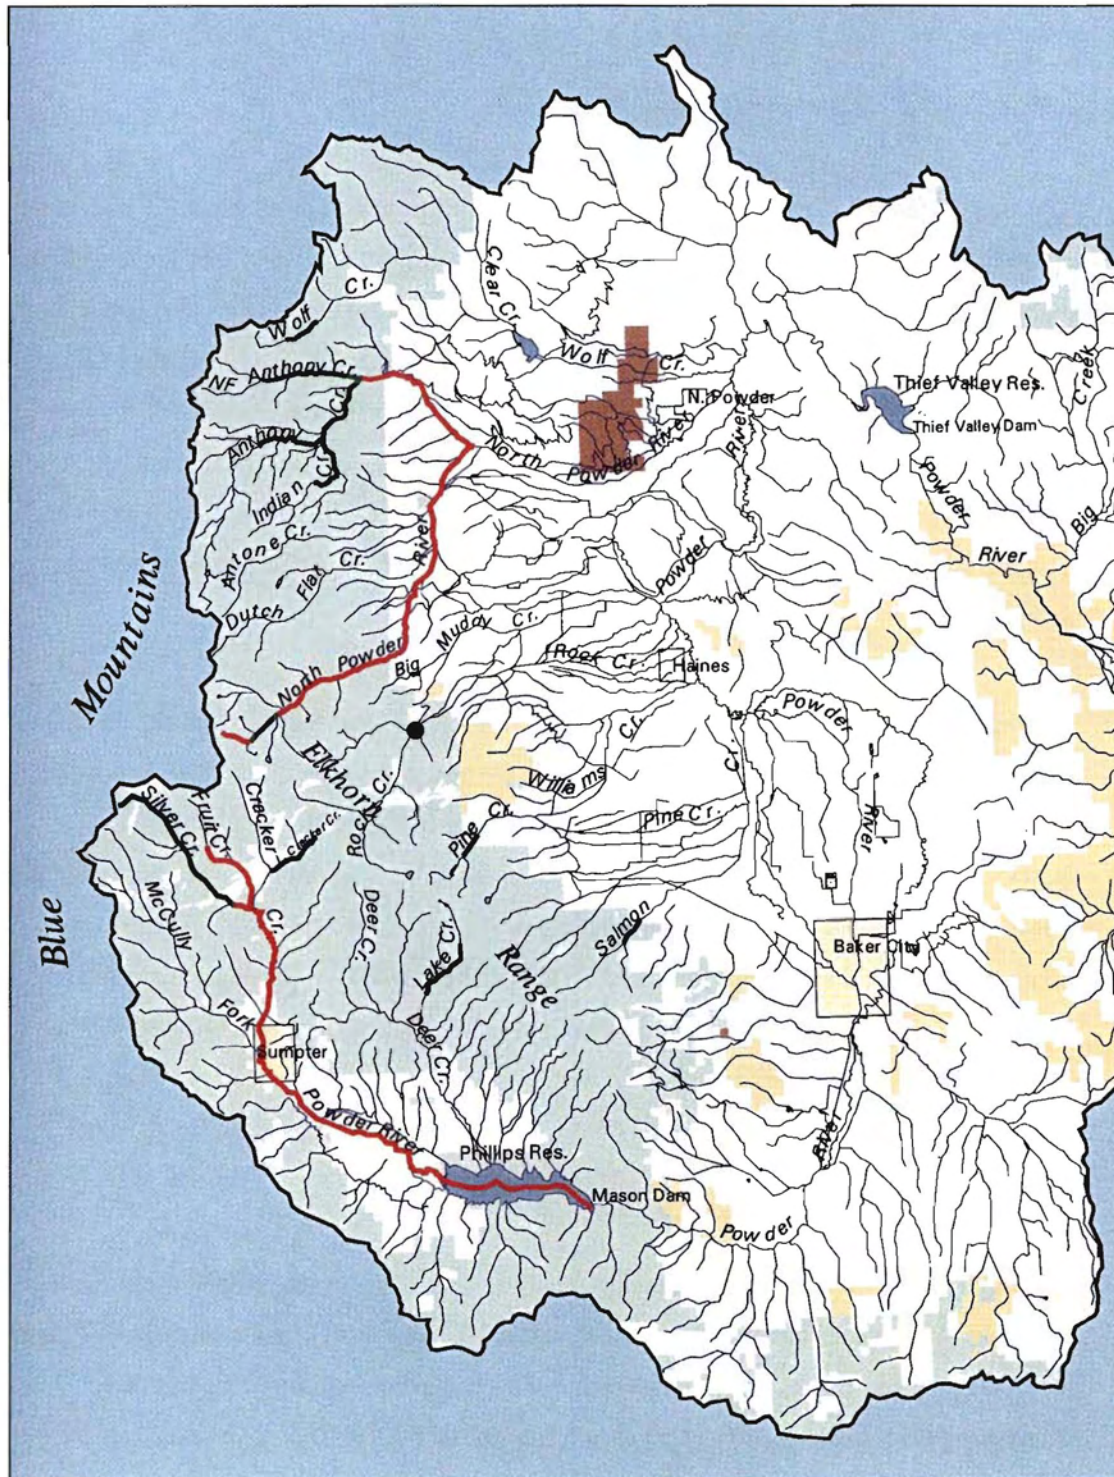 Clear Cr.
Wolf Cr.
Wolf Cr.
NF Anthony Cr.
Anthony Cr.
Indian Cr.
Antone Cr.
Dutch Flat Cr.
North Powder River
North Powder River
N. Powder
River
Thief Valley Res.
Thief Valley Dam
Powder River
Big Creek
Powder
Big Muddy Cr.
Rock Cr.
Haines
Mountains
Blue
Elkhorn
Range
Rock Cr.
Williams Cr.
Cr.
Powder River
Pine Cr.
Pine Cr.
Silver Cr.
Fruit Cr.
Cracker Cr.
McCully Fork
Deer Cr.
Lake Cr.
Salmon
Baker City
Deer Cr.
Sumpter
Powder River
Phillips Res.
Mason Dam
Powder
River